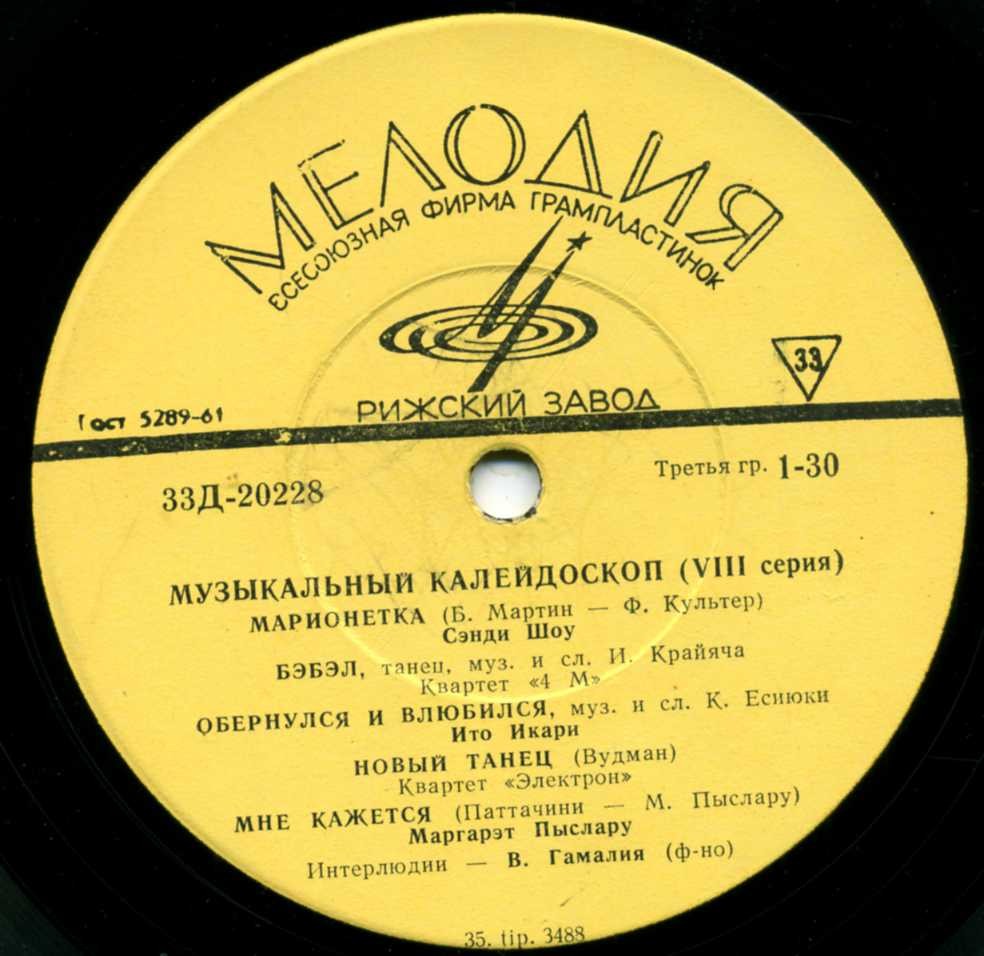 МЕЛОДИЯ
ВСЕСОЮЗНАЯ ФИРМА ГРАМПЛАСТИНОК
33
РИЖСКИЙ ЗАВОД
Гост 5289-61
33Д-20228
Третья гр. 1-30
МУЗЫКАЛЬНЫЙ КАЛЕЙДОСКОП (VIII серия)
МАРИОНЕТКА (Б. Мартин — Ф. Культер)
Сэнди Шоу
БЭБЭЛ, танец, муз. и сл. И. Крайяча
Квартет «4 М»
ОБЕРНУЛСЯ И ВЛЮБИЛСЯ, муз. и сл. К. Есиюки
Ито Икари
НОВЫЙ ТАНЕЦ (Вудман)
Квартет «Электрон»
МНЕ КАЖЕТСЯ (Паттачини — М. Пыслару)
Маргарэт Пыслару
Интерлюдии — В. Гамалия (ф-но)
35. tip. 3488